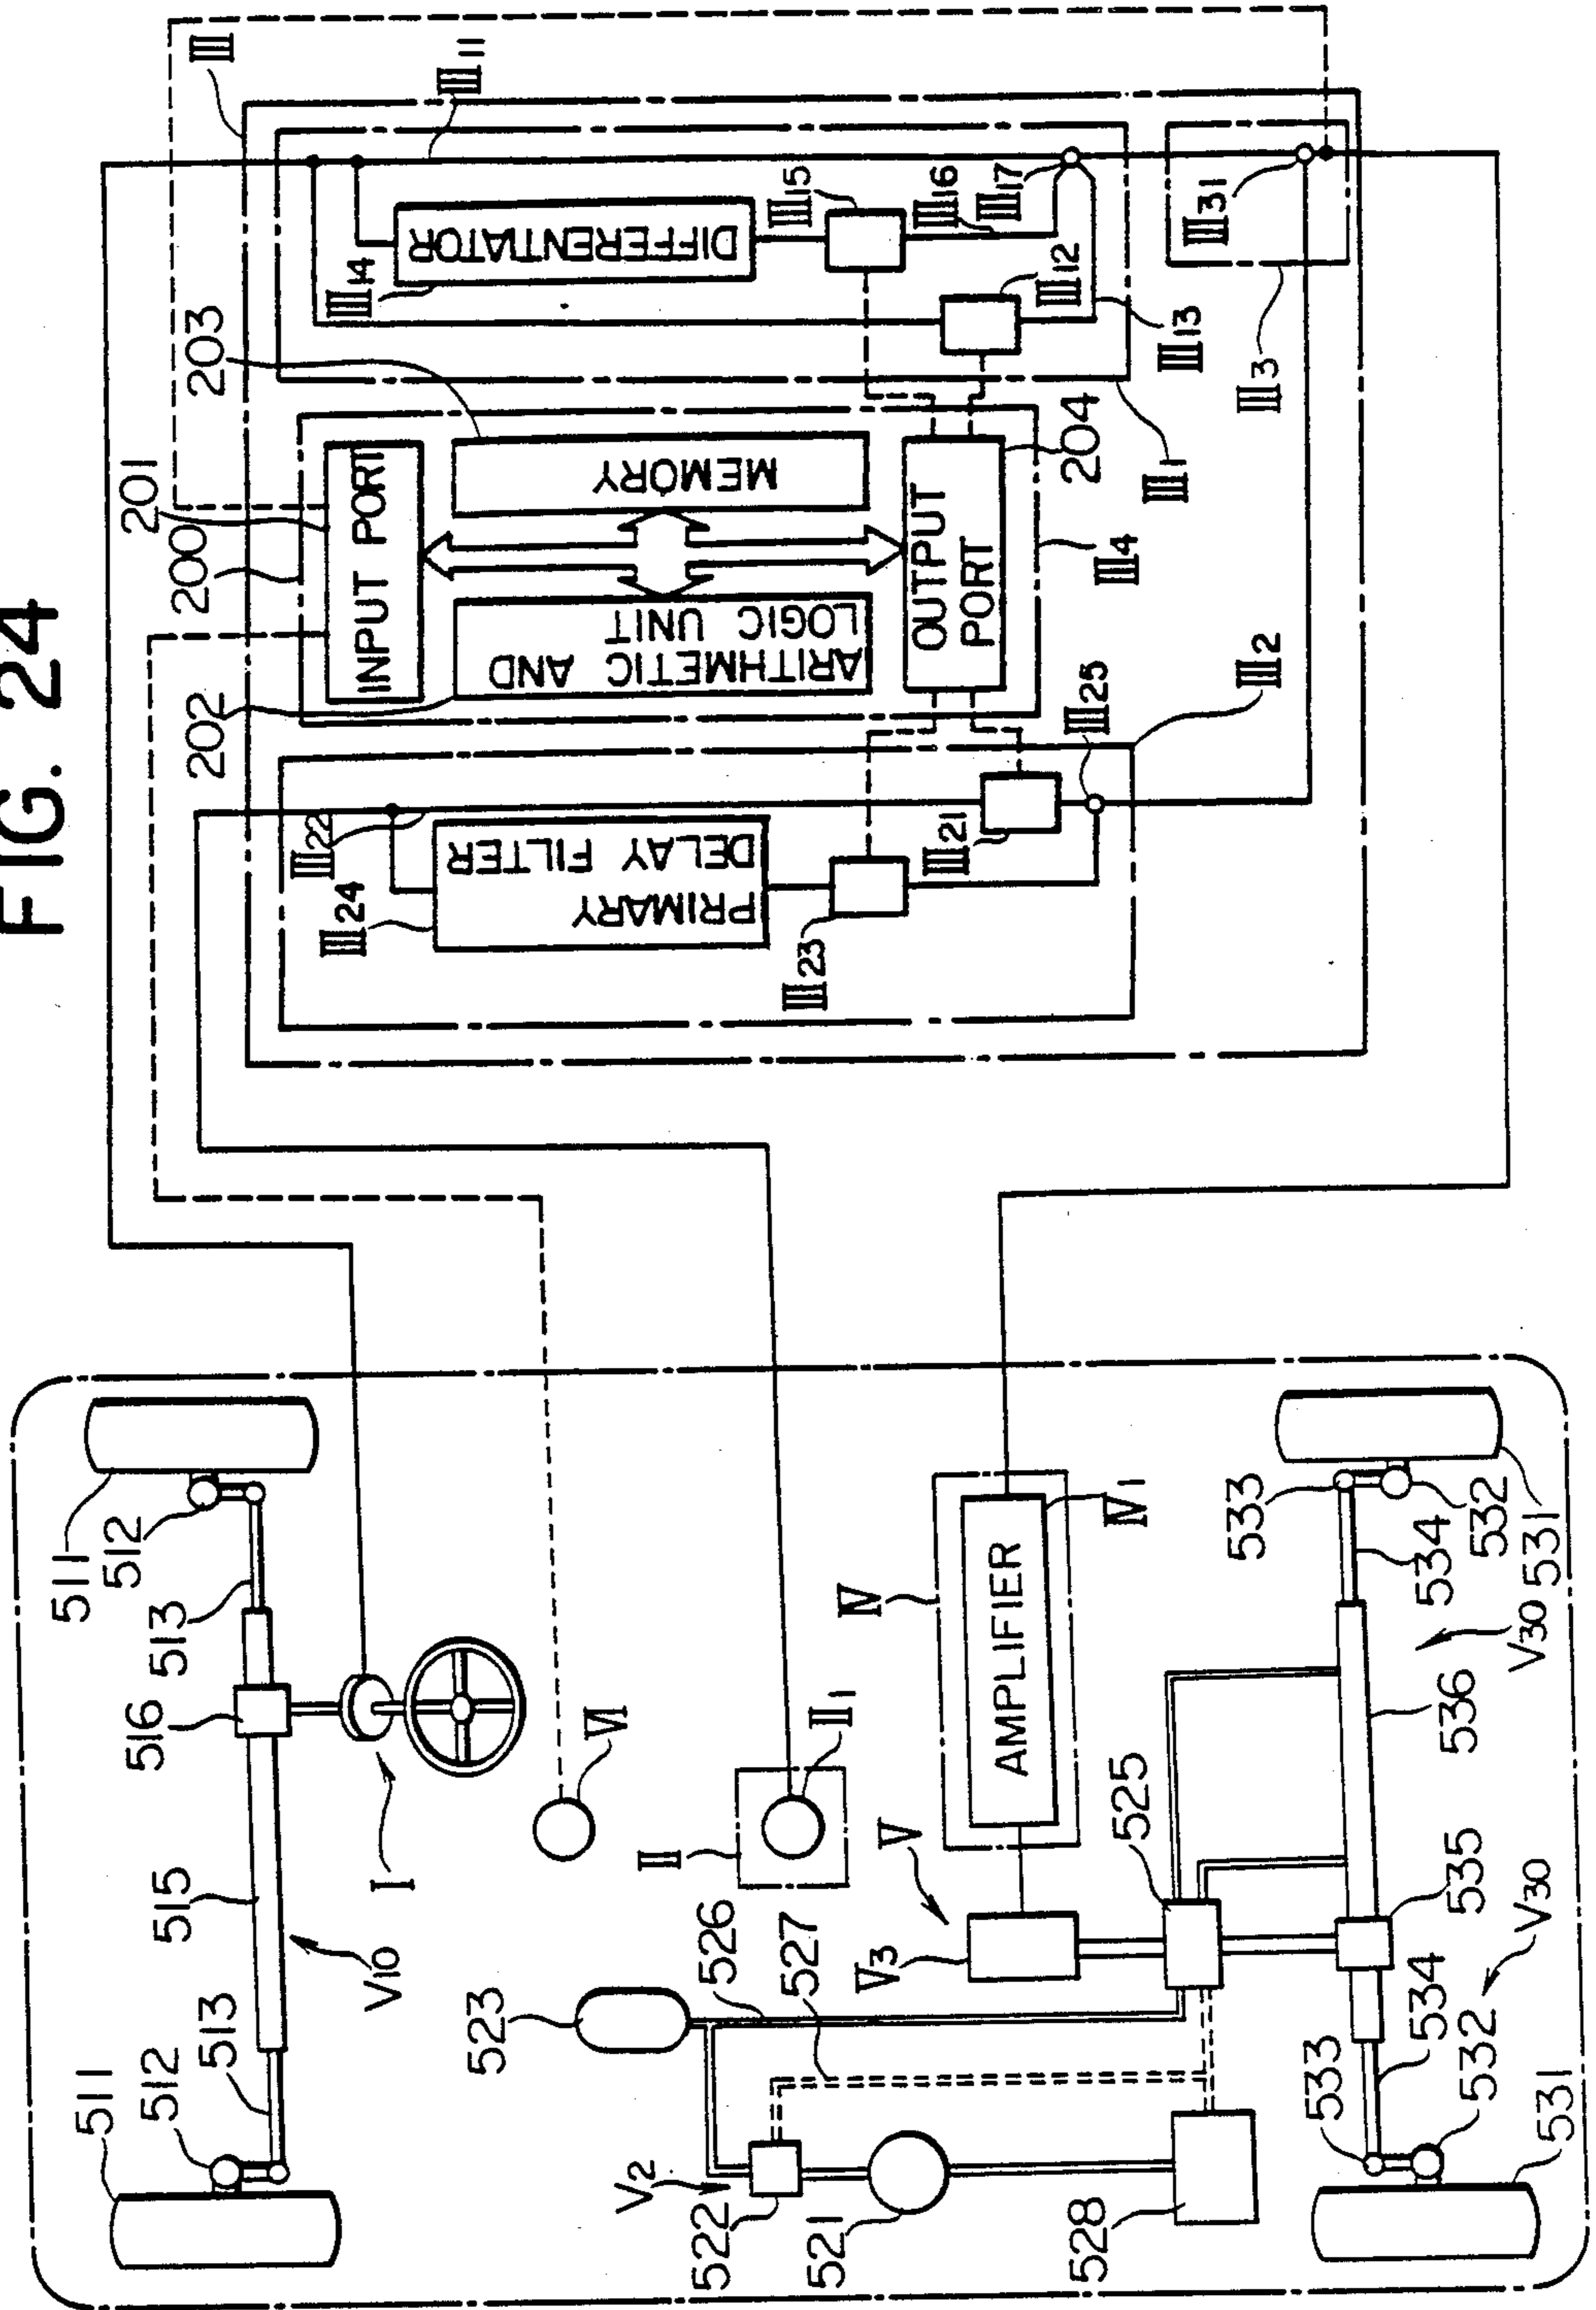 FIG. 24
III
III11
III14
DIFFERENTIATOR
III15
III16
III17
III12
III13
III31
III3
III1
203
201
200
202
INPUT PORT
MEMORY
ARITHMETIC AND
LOGIC UNIT
OUTPUT
PORT
204
III4
III22
III24
PRIMARY
DELAY FILTER
III23
III21
III25
III2
511
512
513
516
515
V10
I
513
512
511
VI
II
II1
IV
AMPLIFIER
IV1
V
V3
525
526
527
523
V2
522
521
528
533
534
532
531
V30
536
535
V30
534
533
532
531